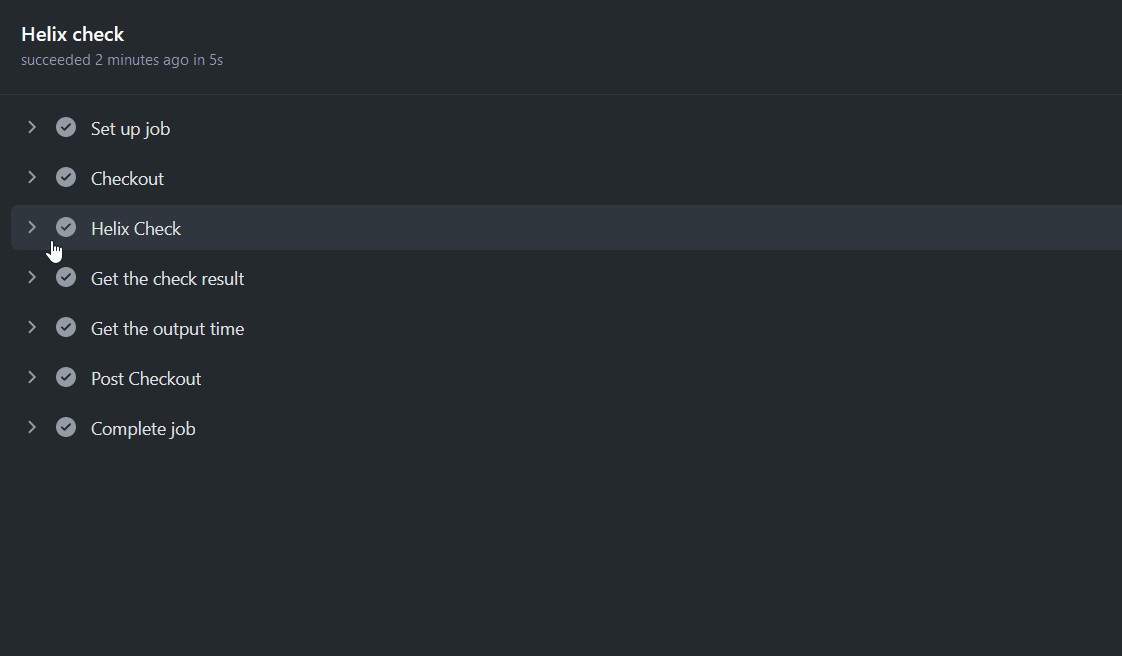 Helix check
succeeded 2 minutes ago in 5s
Set up job
Checkout
Helix Check
Get the check result
Get the output time
Post Checkout
Complete job